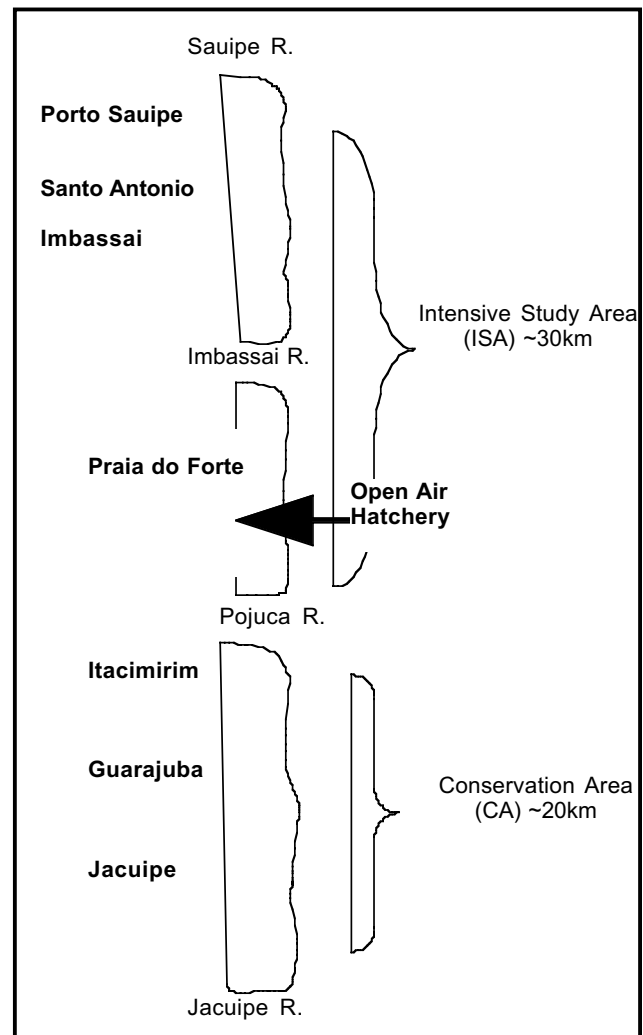 Sauipe R.
Porto Sauipe
Santo Antonio
Imbassai
Intensive Study Area
(ISA) ~30km
Imbassai R.
Praia do Forte
Open Air
Hatchery
Pojuca R.
Itacimirim
Guarajuba
Conservation Area
(CA) ~20km
Jacuipe
Jacuipe R.